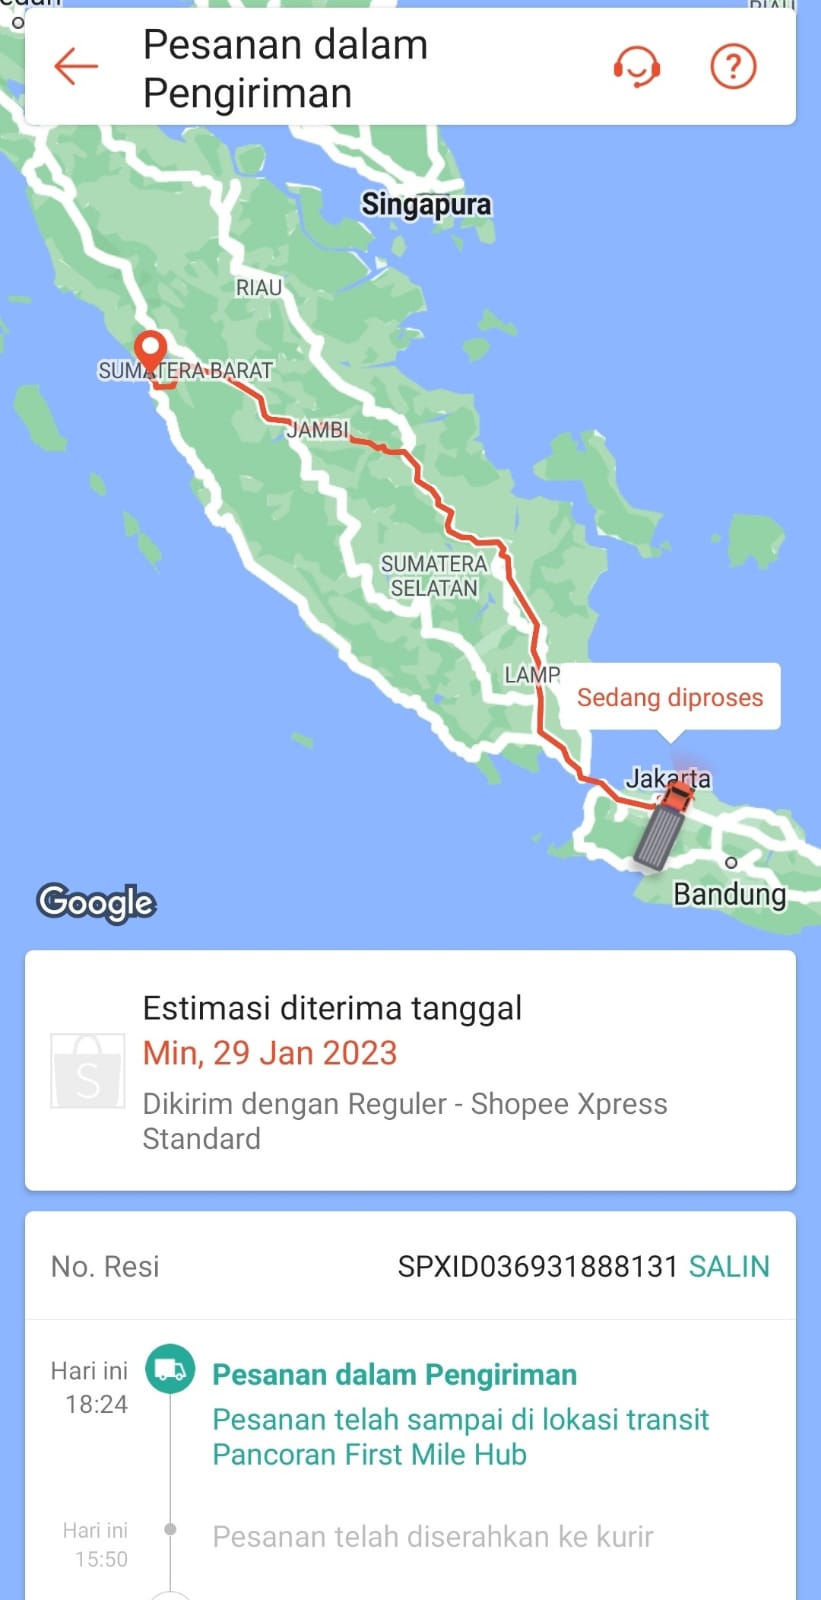 Pesanan dalam
Pengiriman
?
Singapura
RIAU
SUMATERA BARAT
JAMBI
SUMATERA
SELATAN
LAMP
Sedang diproses
Jakarta
Bandung
Google
Estimasi diterima tanggal
Min, 29 Jan 2023
S
Dikirim dengan Reguler - Shopee Xpress
Standard
No. Resi SPXID036931888131 SALIN
Hari ini Pesanan dalam Pengiriman
18:24 Pesanan telah sampai di lokasi transit
Pancoran First Mile Hub
Hari ini Pesanan telah diserahkan ke kurir
15:50